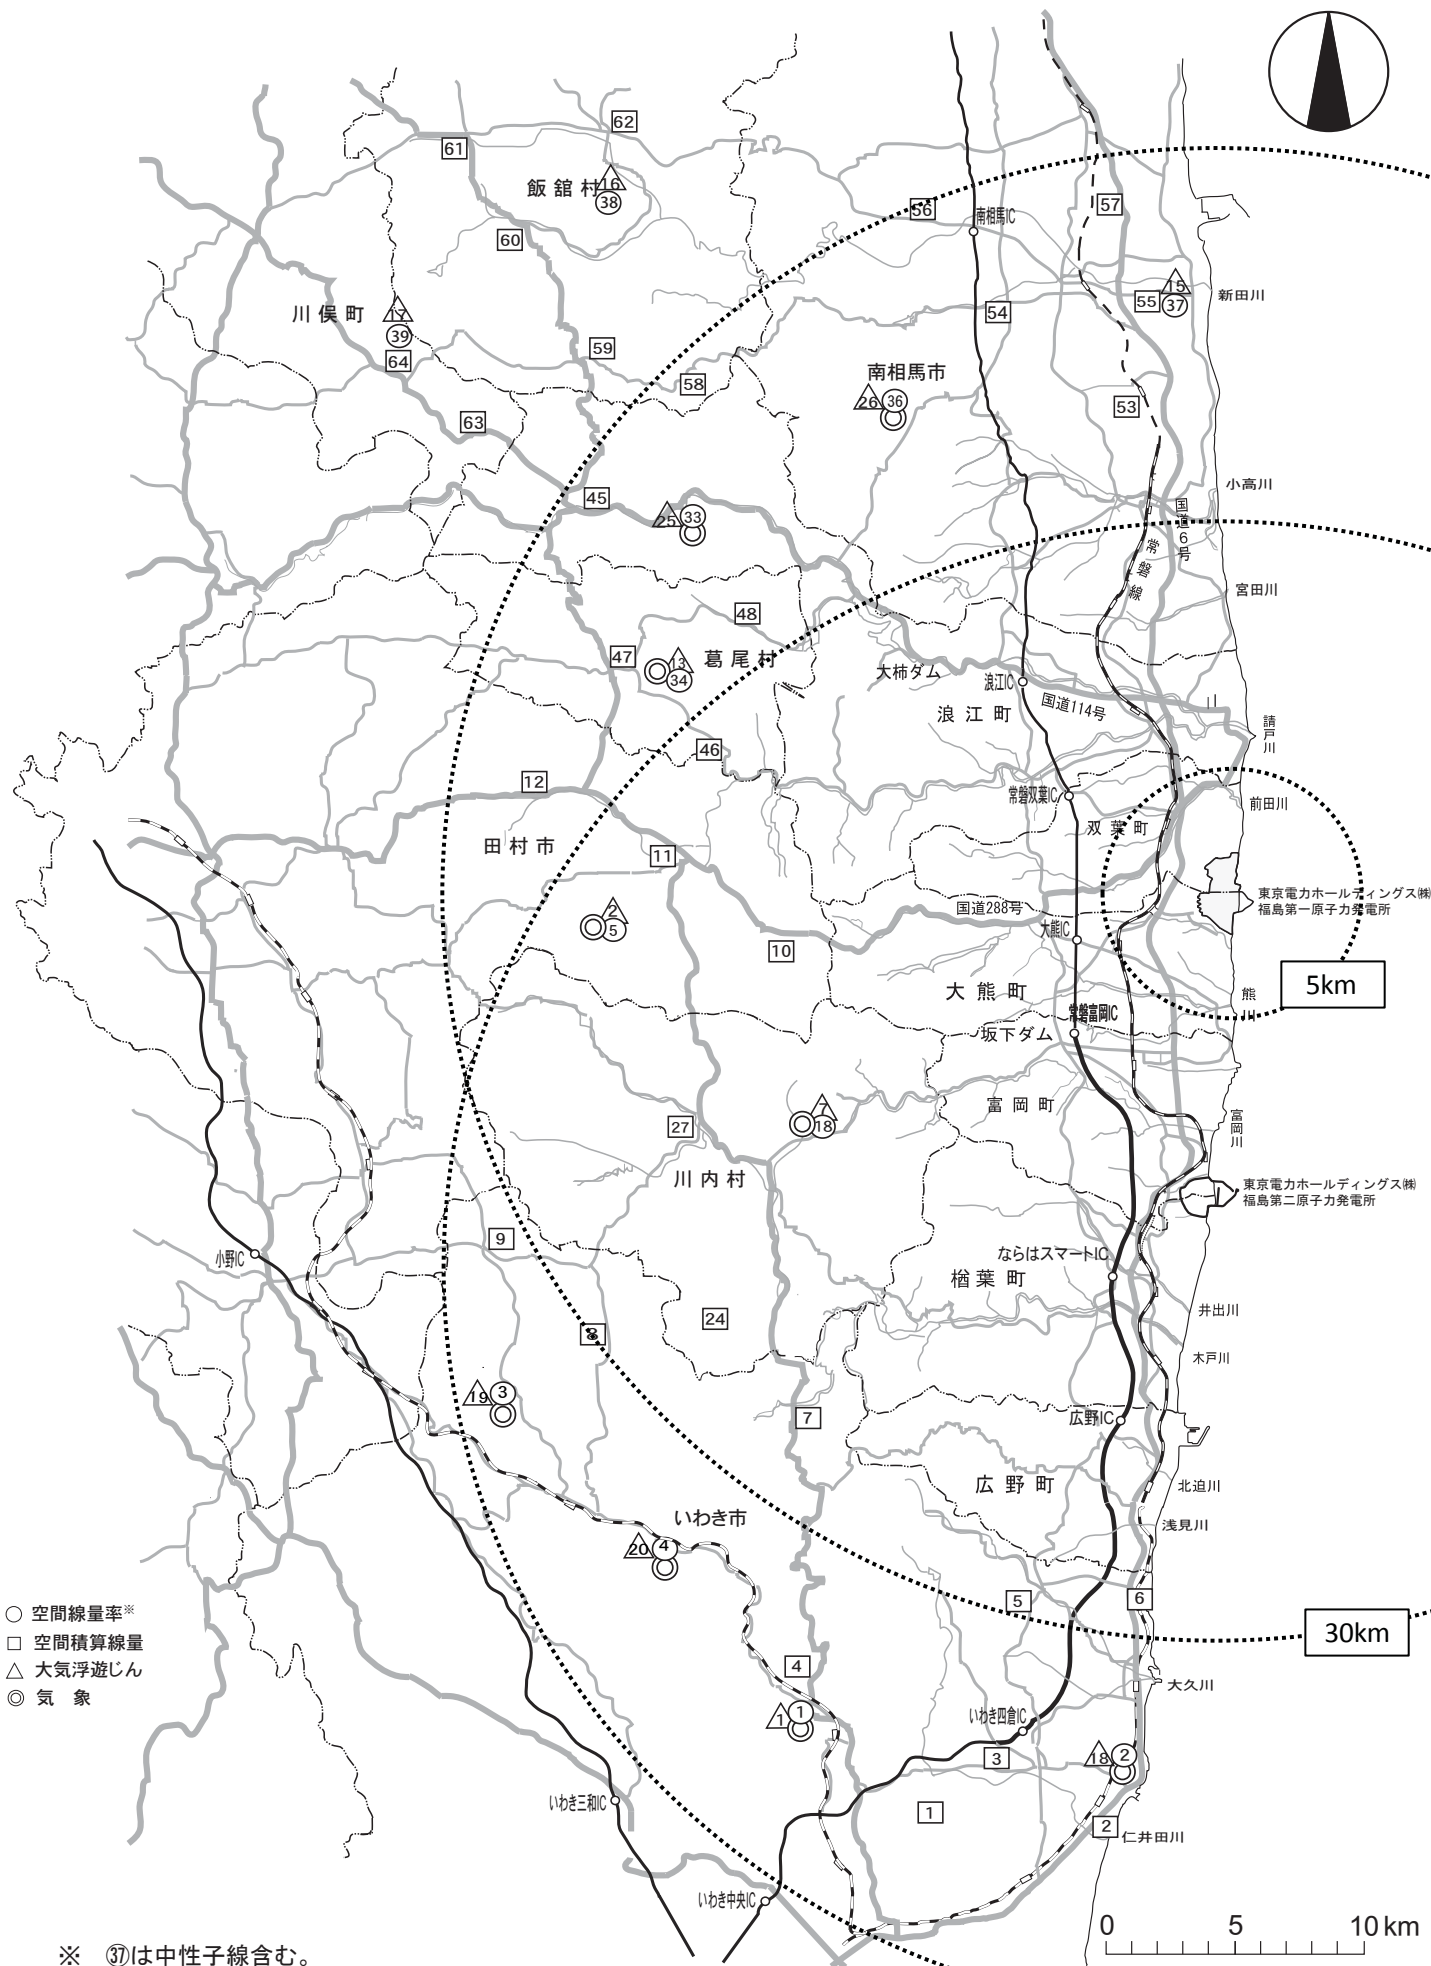 62
61
飯舘村
16
38
57
56
南相馬IC
60
15
55
37
新田川
川俣町
17
39
64
54
59
58
南相馬市
26
36
53
63
小高川
45
25
33
国道6号
常磐線
宮田川
48
47
13
34
葛尾村
大柿ダム
浪江IC
国道114号
浪江町
川
請戸川
46
12
常磐双葉IC
前田川
双葉町
田村市
11
東京電力ホールディングス㈱
福島第一原子力発電所
国道288号
2
5
大熊IC
10
5km
大熊町
熊川
常磐富岡IC
坂下ダム
富岡町
7
18
27
富岡川
川内村
東京電力ホールディングス㈱
福島第二原子力発電所
9
小野IC
ならはスマートIC
楢葉町
井出川
24
8
木戸川
19
3
7
広野IC
広野町
北迫川
いわき市
浅見川
20
4
5
6
○ 空間線量率※
□ 空間積算線量
△ 大気浮遊じん
◎ 気 象
30km
4
大久川
1
1
いわき四倉IC
3
18
2
いわき三和IC
1
2
仁井田川
いわき中央IC
0 5 10km
※ ㊲は中性子線含む。